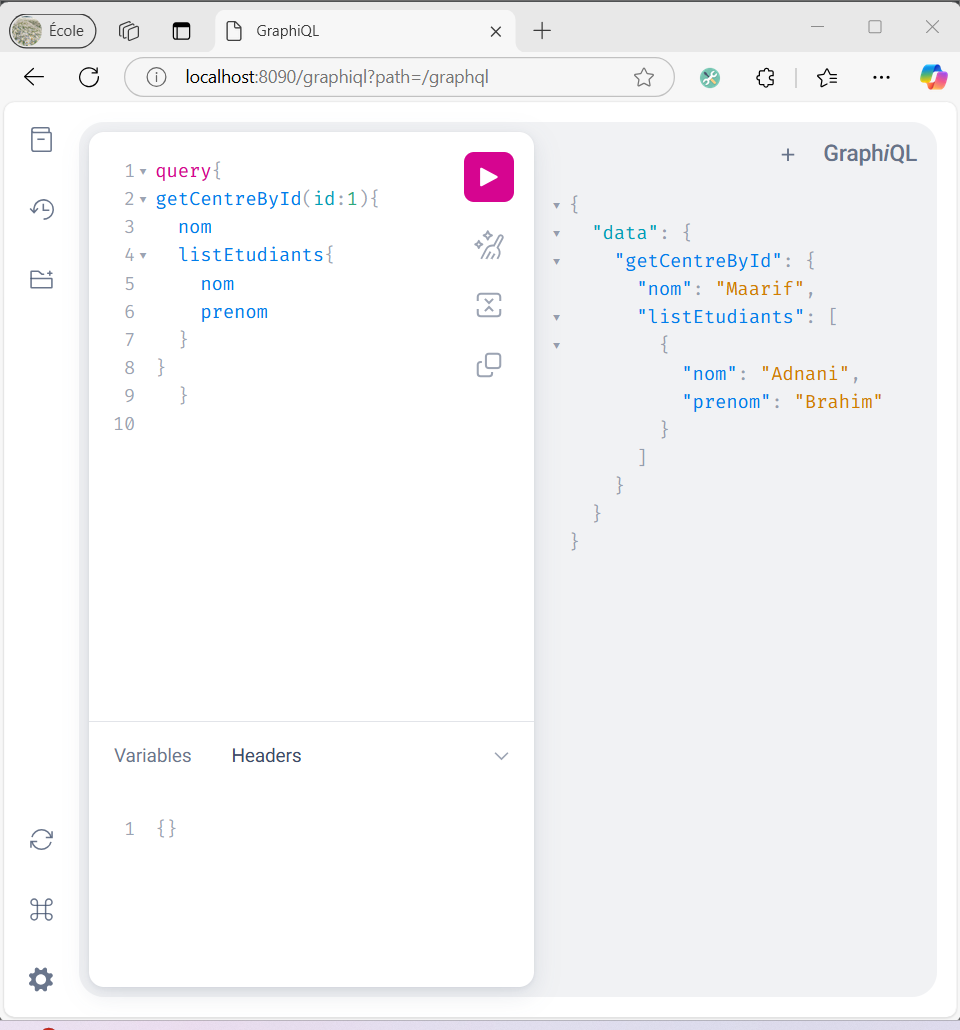 École
GraphiQL
localhost:8090/graphiql?path=/graphql
1 query{
2 getCentreById(id:1){
3 nom
4 listEtudiants{
5 nom
6 prenom
7 }
8 }
9 }
10
Variables Headers
1 {}
+ GraphiQL
{
"data": {
"getCentreById": {
"nom": "Maarif",
"listEtudiants": [
{
"nom": "Adnani",
"prenom": "Brahim"
}
]
}
}
}